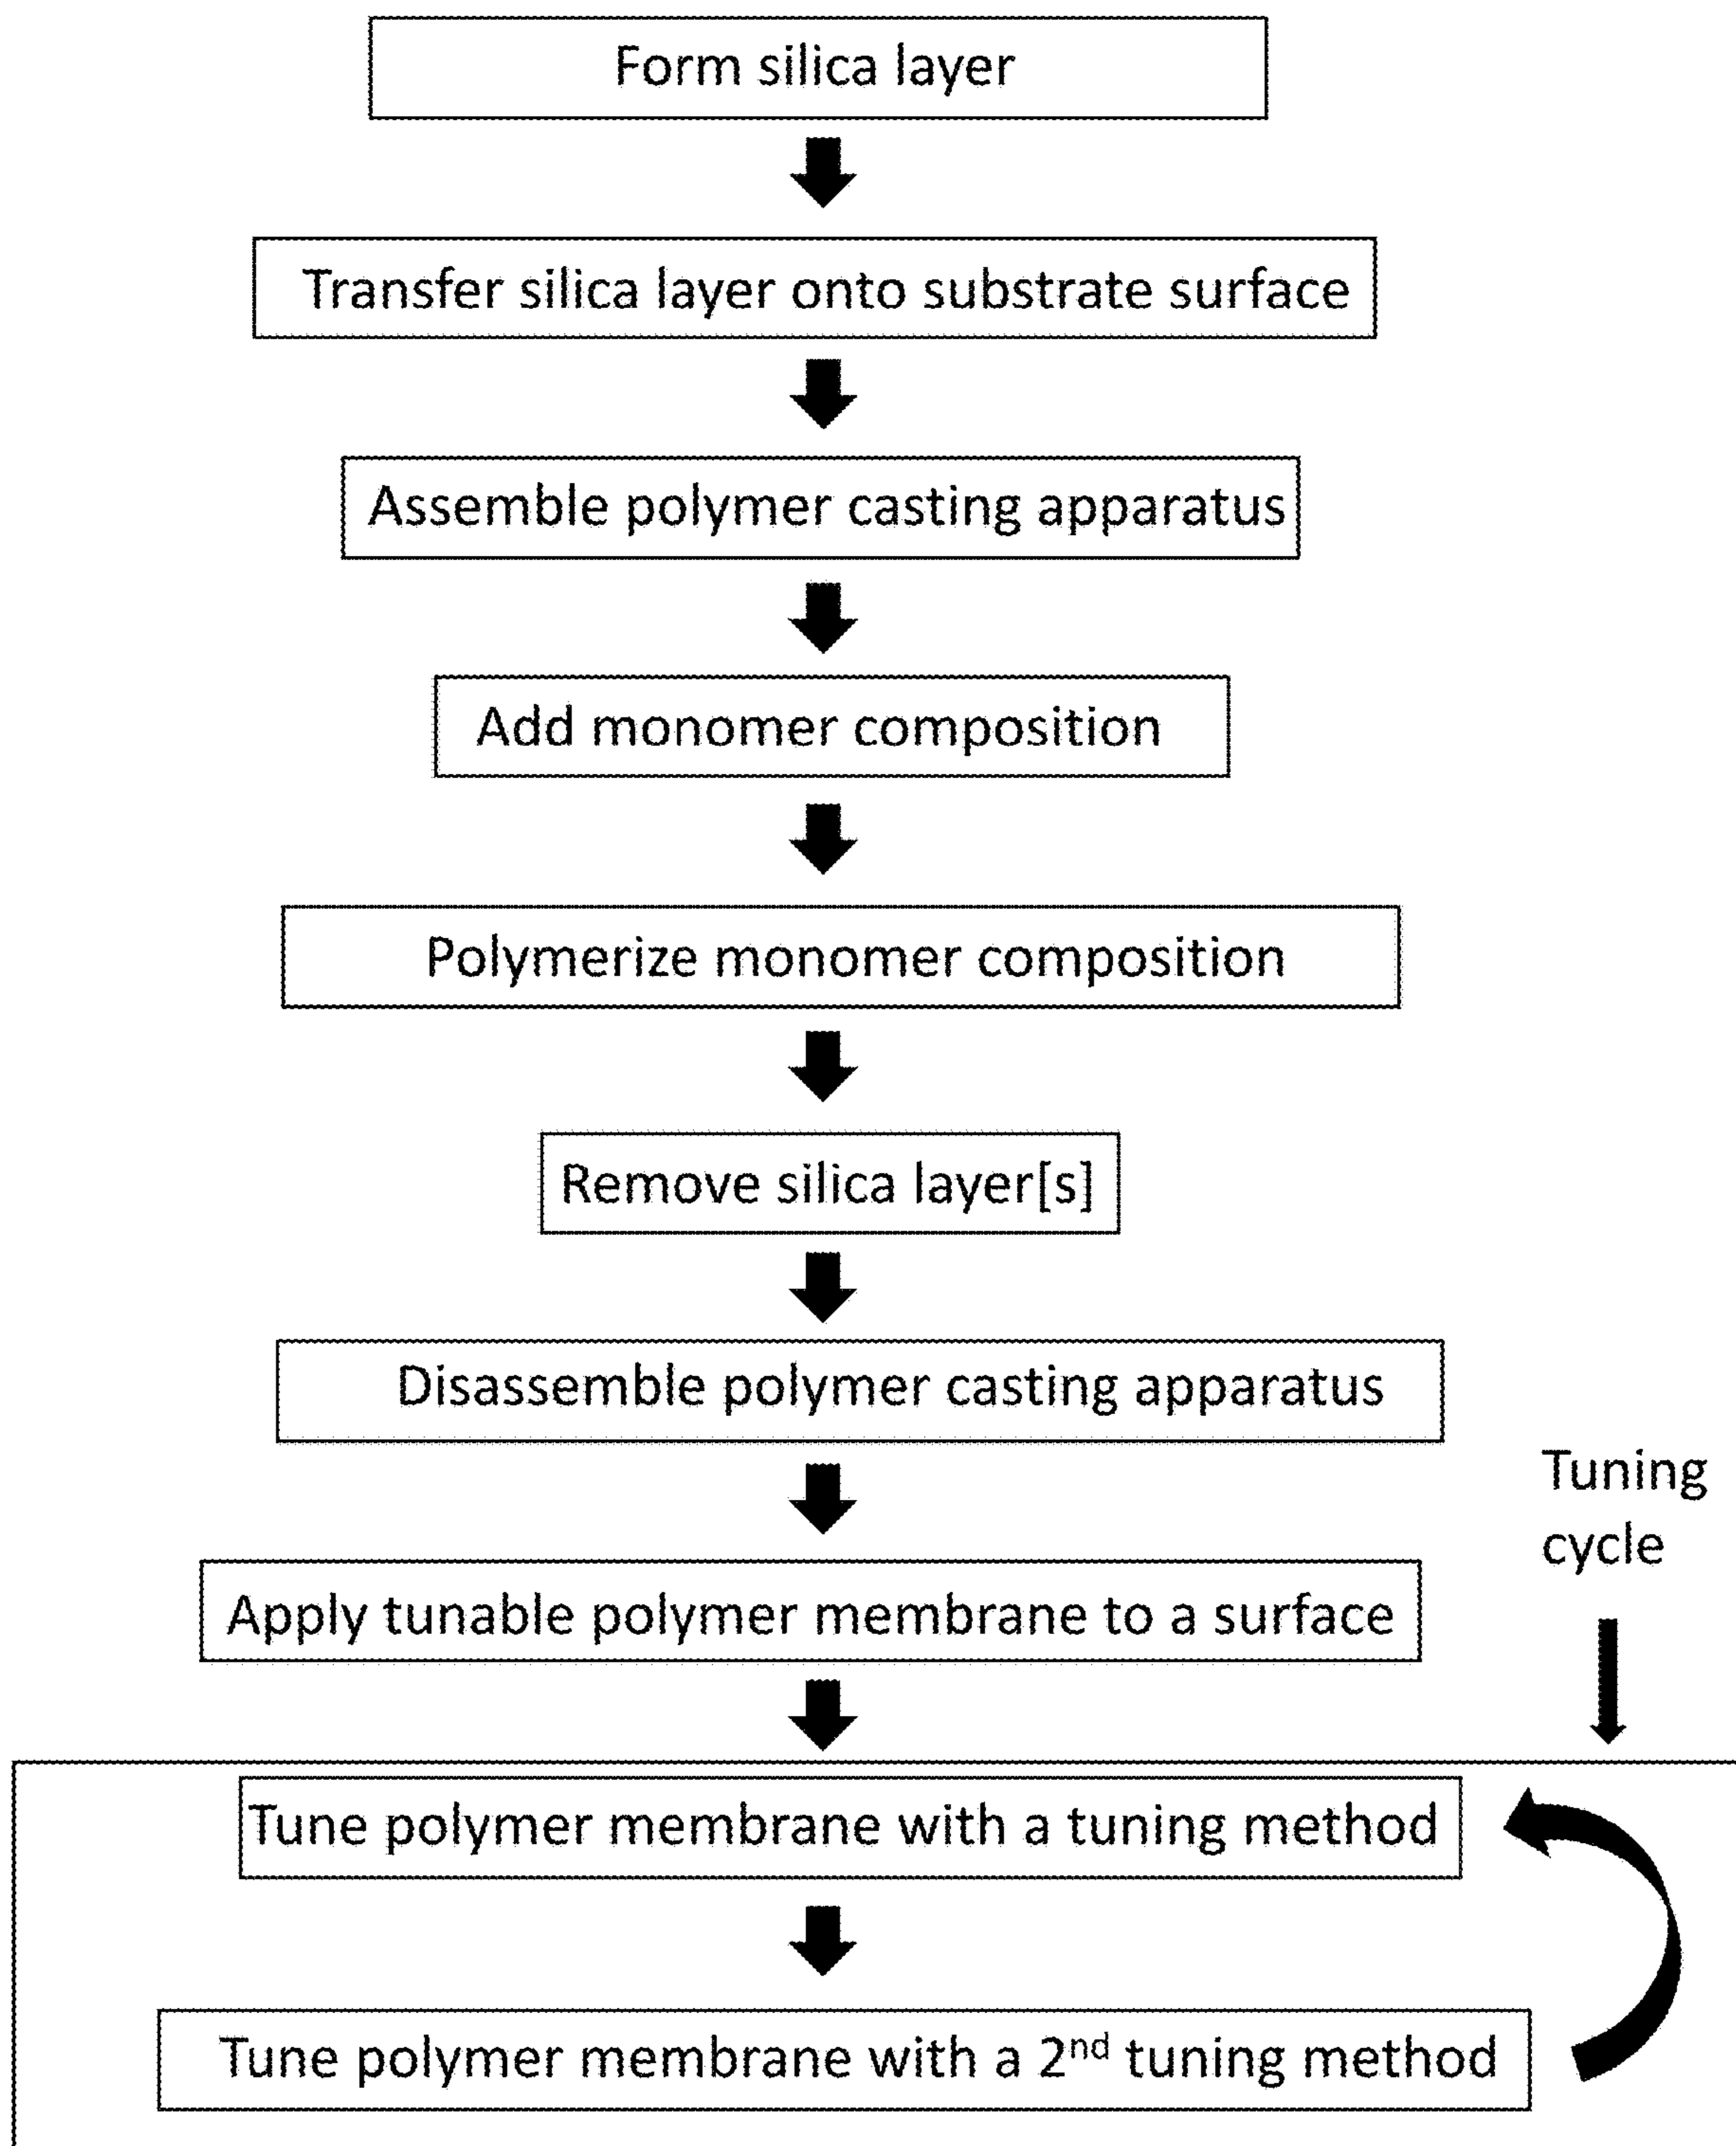 Form silica layer
Transfer silica layer onto substrate surface
Assemble polymer casting apparatus
Add monomer composition
Polymerize monomer composition
Remove silica layer[s]
Disassemble polymer casting apparatus
Tuning
cycle
Apply tunable polymer membrane to a surface
Tune polymer membrane with a tuning method
Tune polymer membrane with a 2nd tuning method